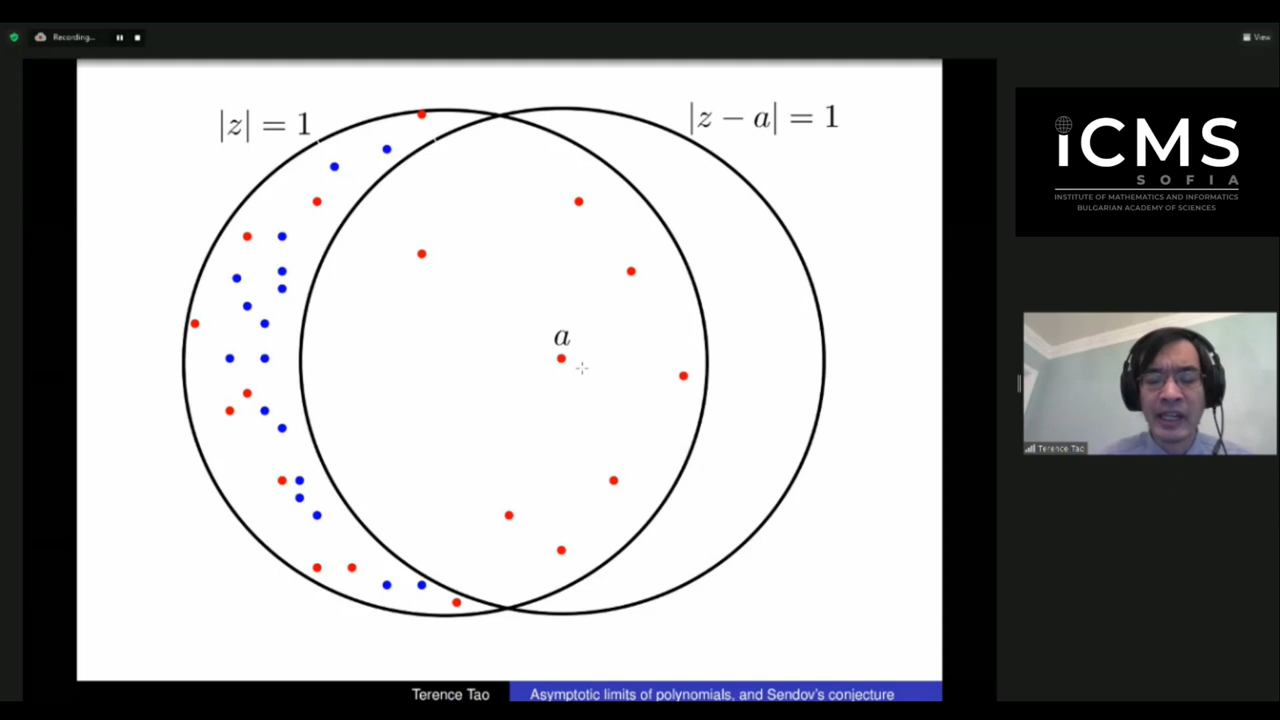 Recording...
View
|z| = 1
|z − a| = 1
a
iCMS
SOFIA
INSTITUTE OF MATHEMATICS AND INFORMATICS
BULGARIAN ACADEMY OF SCIENCES
Terence Tao
Terence Tao
Asymptotic limits of polynomials, and Sendov's conjecture